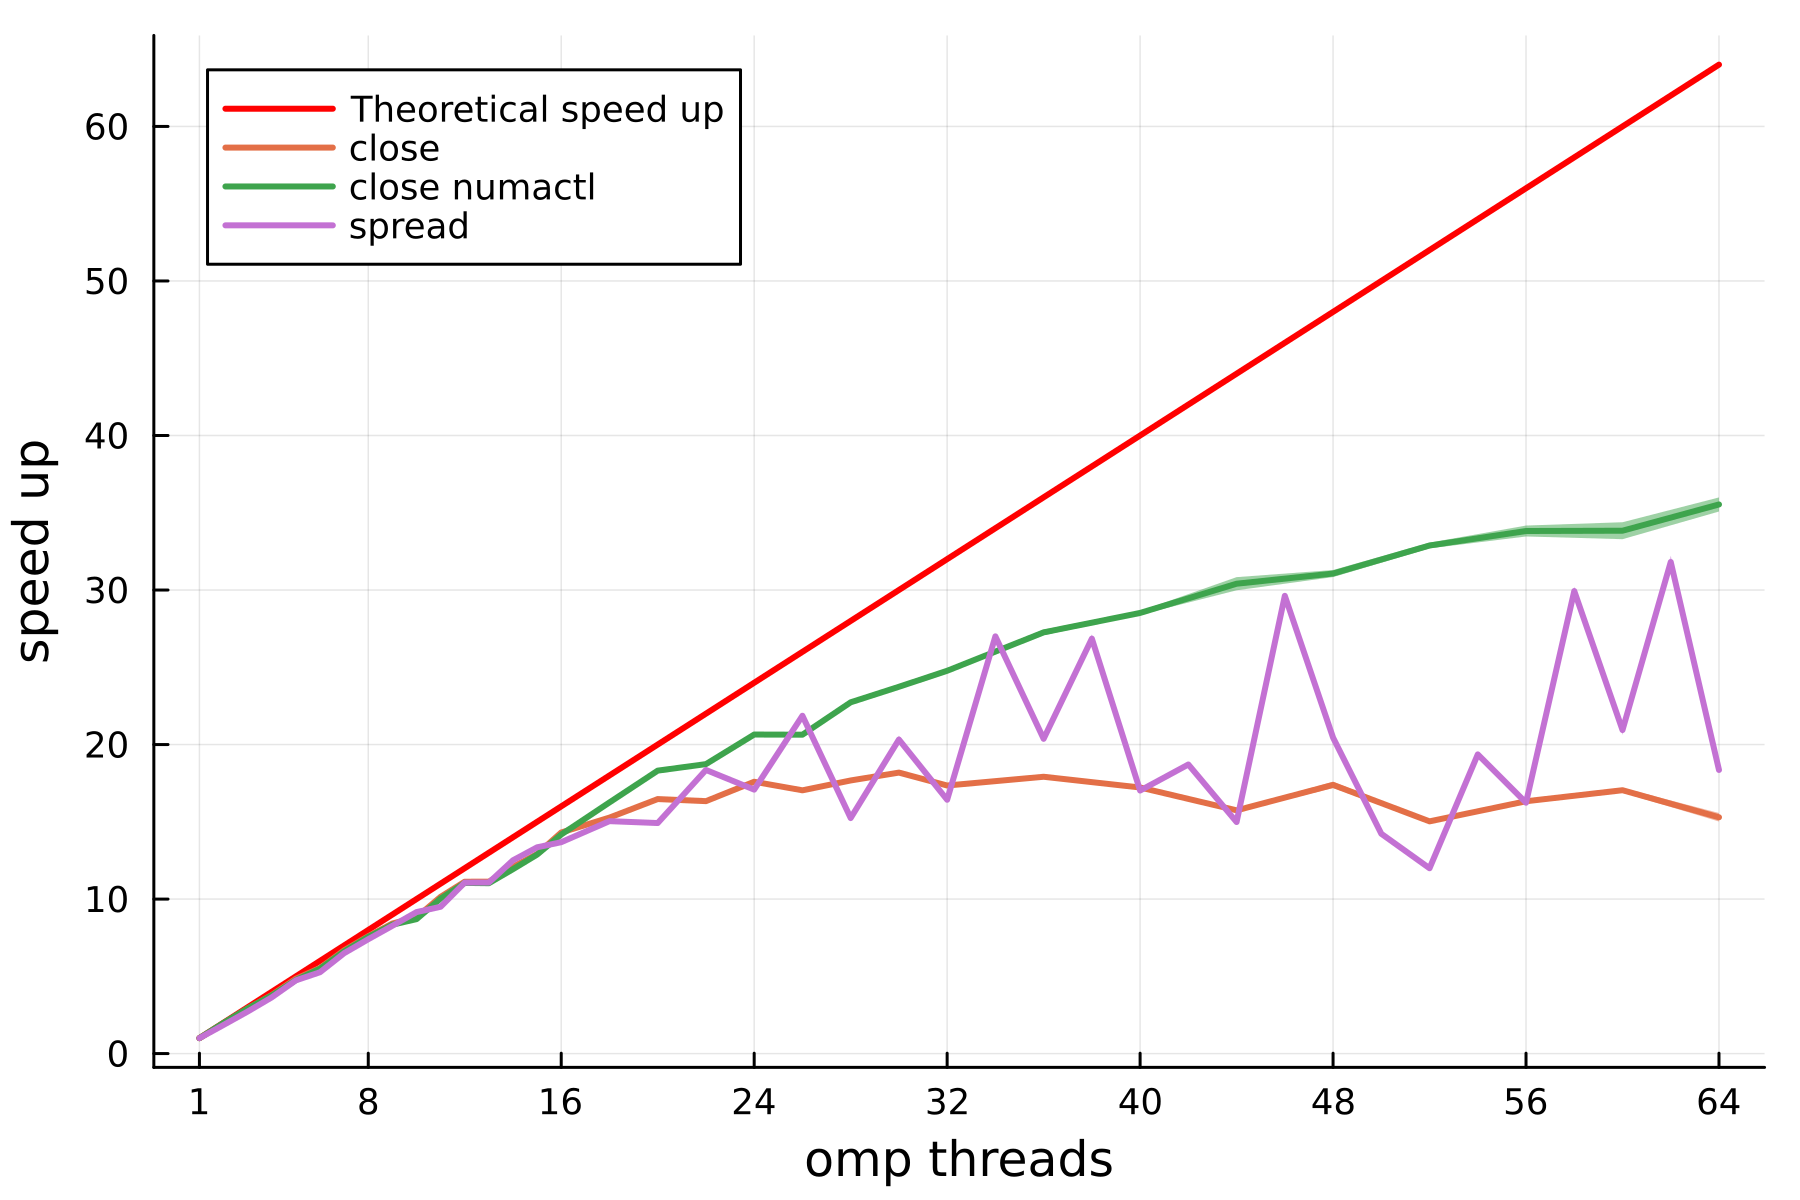 Theoretical speed up
close
close numactl
spread
60
50
40
30
20
10
0
speed up
1 8 16 24 32 40 48 56 64
omp threads